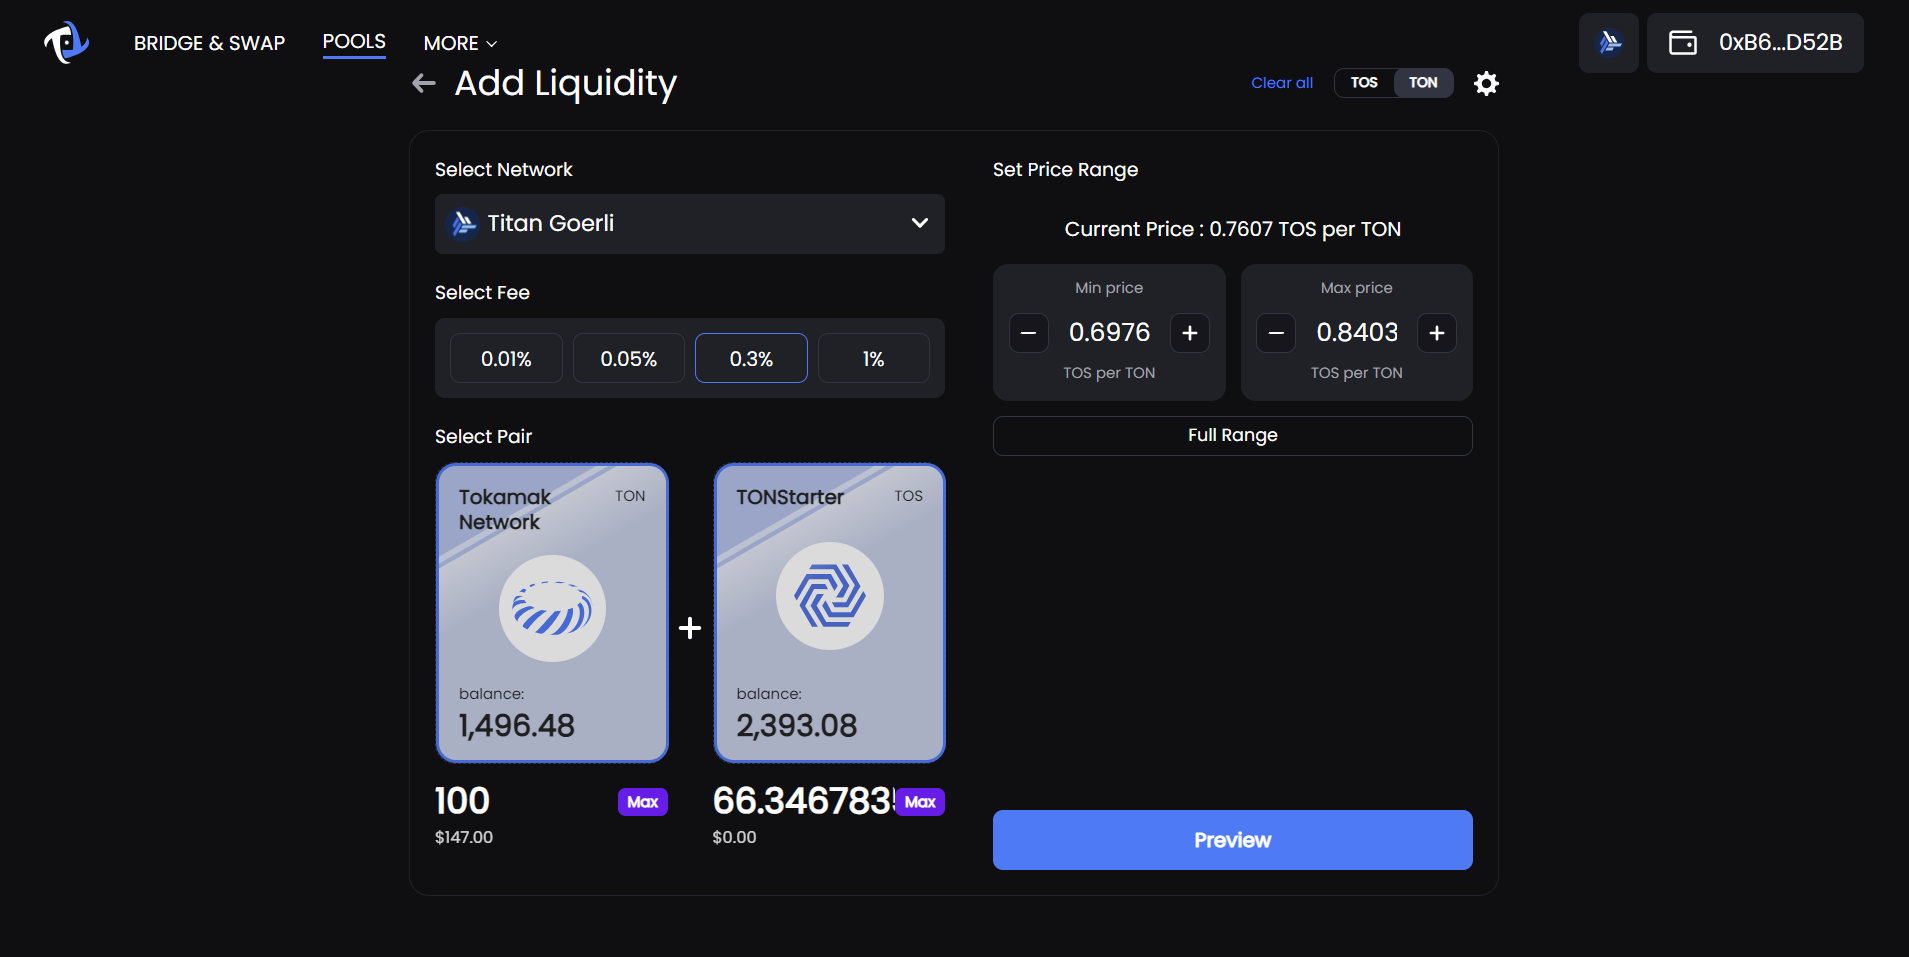 BRIDGE & SWAP
POOLS
MORE
0xB6...D52B
Add Liquidity
Clear all
TOS
TON
Select Network
Titan Goerli
Select Fee
0.01%
0.05%
0.3%
1%
Select Pair
Tokamak
Network
TON
balance:
1,496.48
TONStarter
TOS
balance:
2,393.08
100
Max
$147.00
66.346783
Max
$0.00
Set Price Range
Current Price : 0.7607 TOS per TON
Min price
0.6976
TOS per TON
Max price
0.8403
TOS per TON
Full Range
Preview